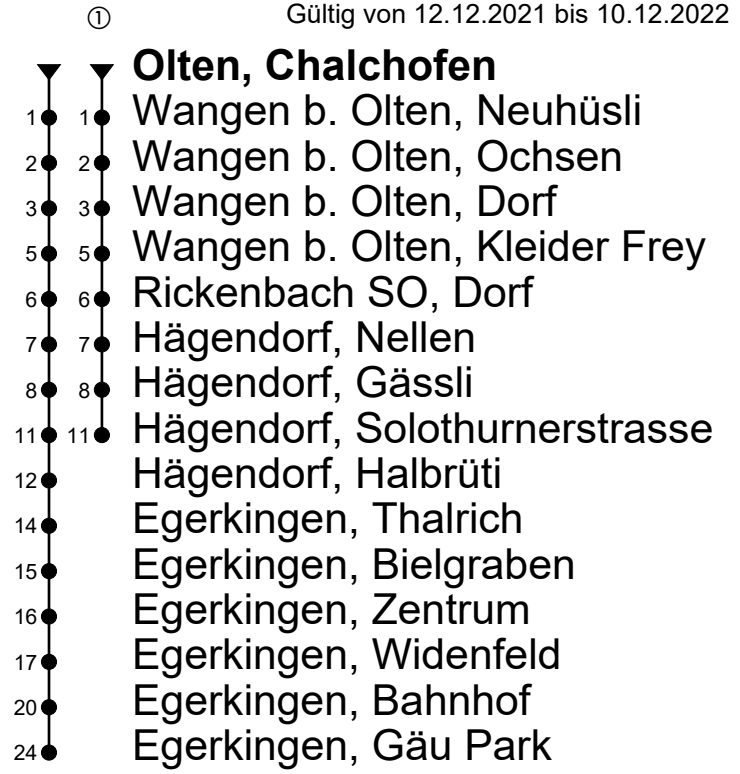 ① Gültig von 12.12.2021 bis 10.12.2022
Olten, Chalchofen
1 1 Wangen b. Olten, Neuhüsli
2 2 Wangen b. Olten, Ochsen
3 3 Wangen b. Olten, Dorf
5 5 Wangen b. Olten, Kleider Frey
6 6 Rickenbach SO, Dorf
7 7 Hägendorf, Nellen
8 8 Hägendorf, Gässli
11 11 Hägendorf, Solothurnerstrasse
12 Hägendorf, Halbrüti
14 Egerkingen, Thalrich
15 Egerkingen, Bielgraben
16 Egerkingen, Zentrum
17 Egerkingen, Widenfeld
20 Egerkingen, Bahnhof
24 Egerkingen, Gäu Park